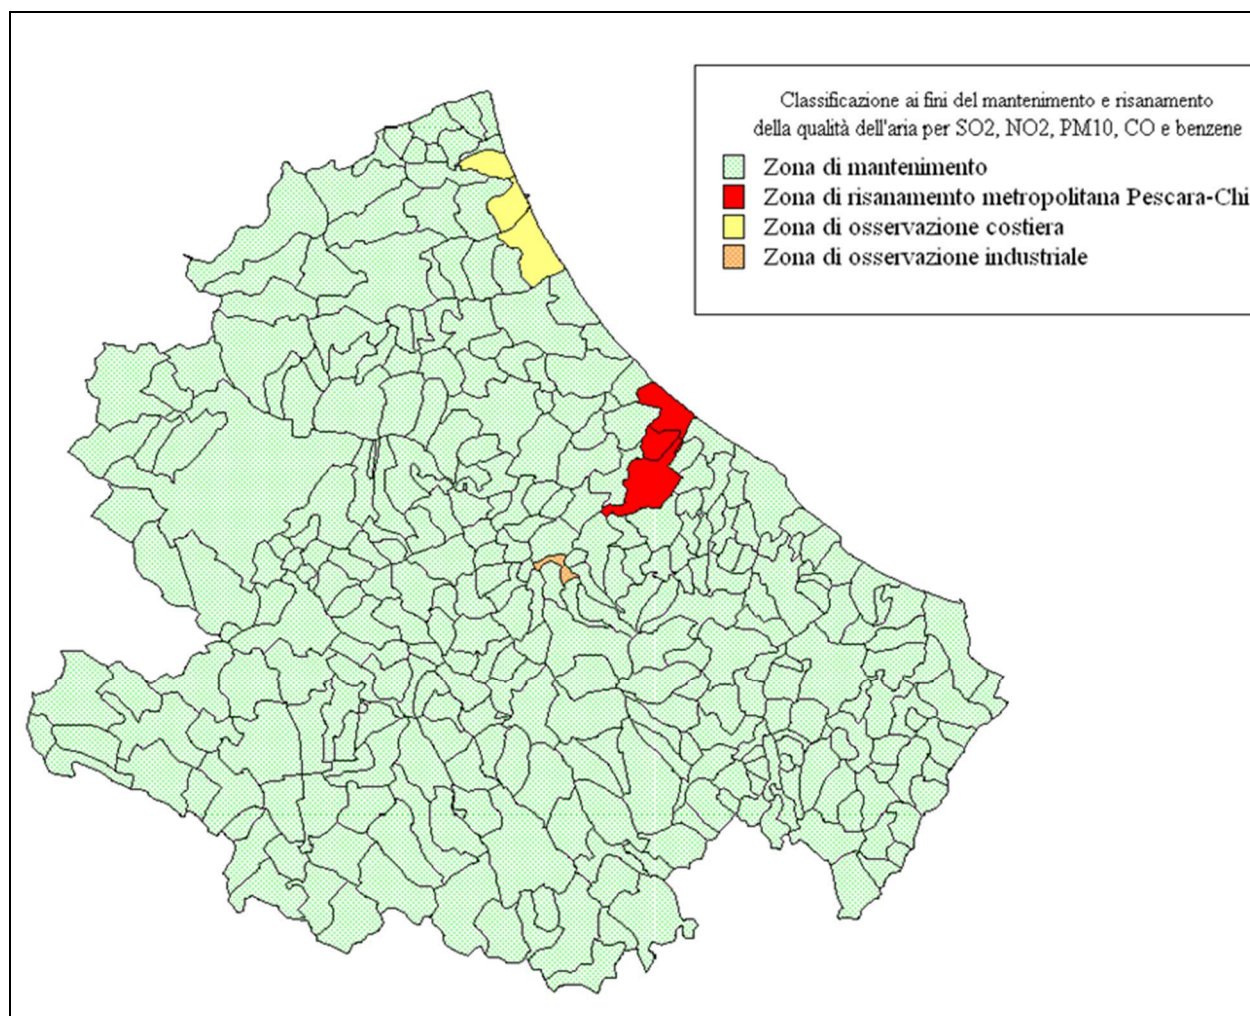 Classificazione ai fini del mantenimento e risanamento
della qualità dell'aria per SO2, NO2, PM10, CO e benzene
Zona di mantenimento
Zona di risanamemto metropolitana Pescara-Chi
Zona di osservazione costiera
Zona di osservazione industriale